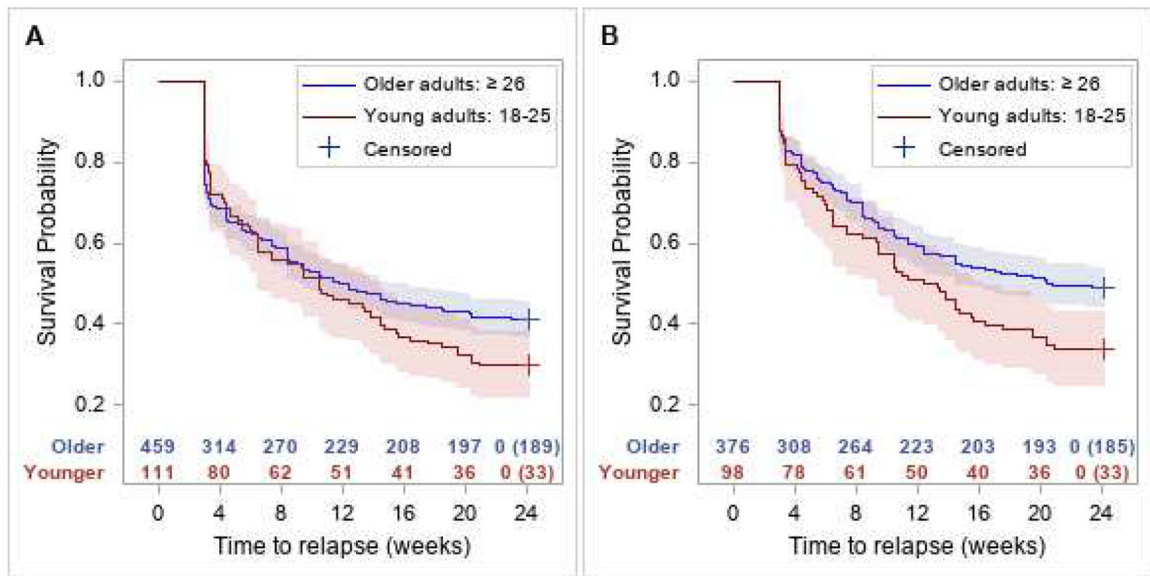 A
Survival Probability
1.0
0.8
0.6
0.4
0.2
Older adults: ≥ 26
Young adults: 18-25
Censored
Older 459 314 270 229 208 197 0 (189)
Younger 111 80 62 51 41 36 0 (33)
0 4 8 12 16 20 24
Time to relapse (weeks)
B
Survival Probability
1.0
0.8
0.6
0.4
0.2
Older adults: ≥ 26
Young adults: 18-25
Censored
Older 376 308 264 223 203 193 0 (185)
Younger 98 78 61 50 40 36 0 (33)
0 4 8 12 16 20 24
Time to relapse (weeks)